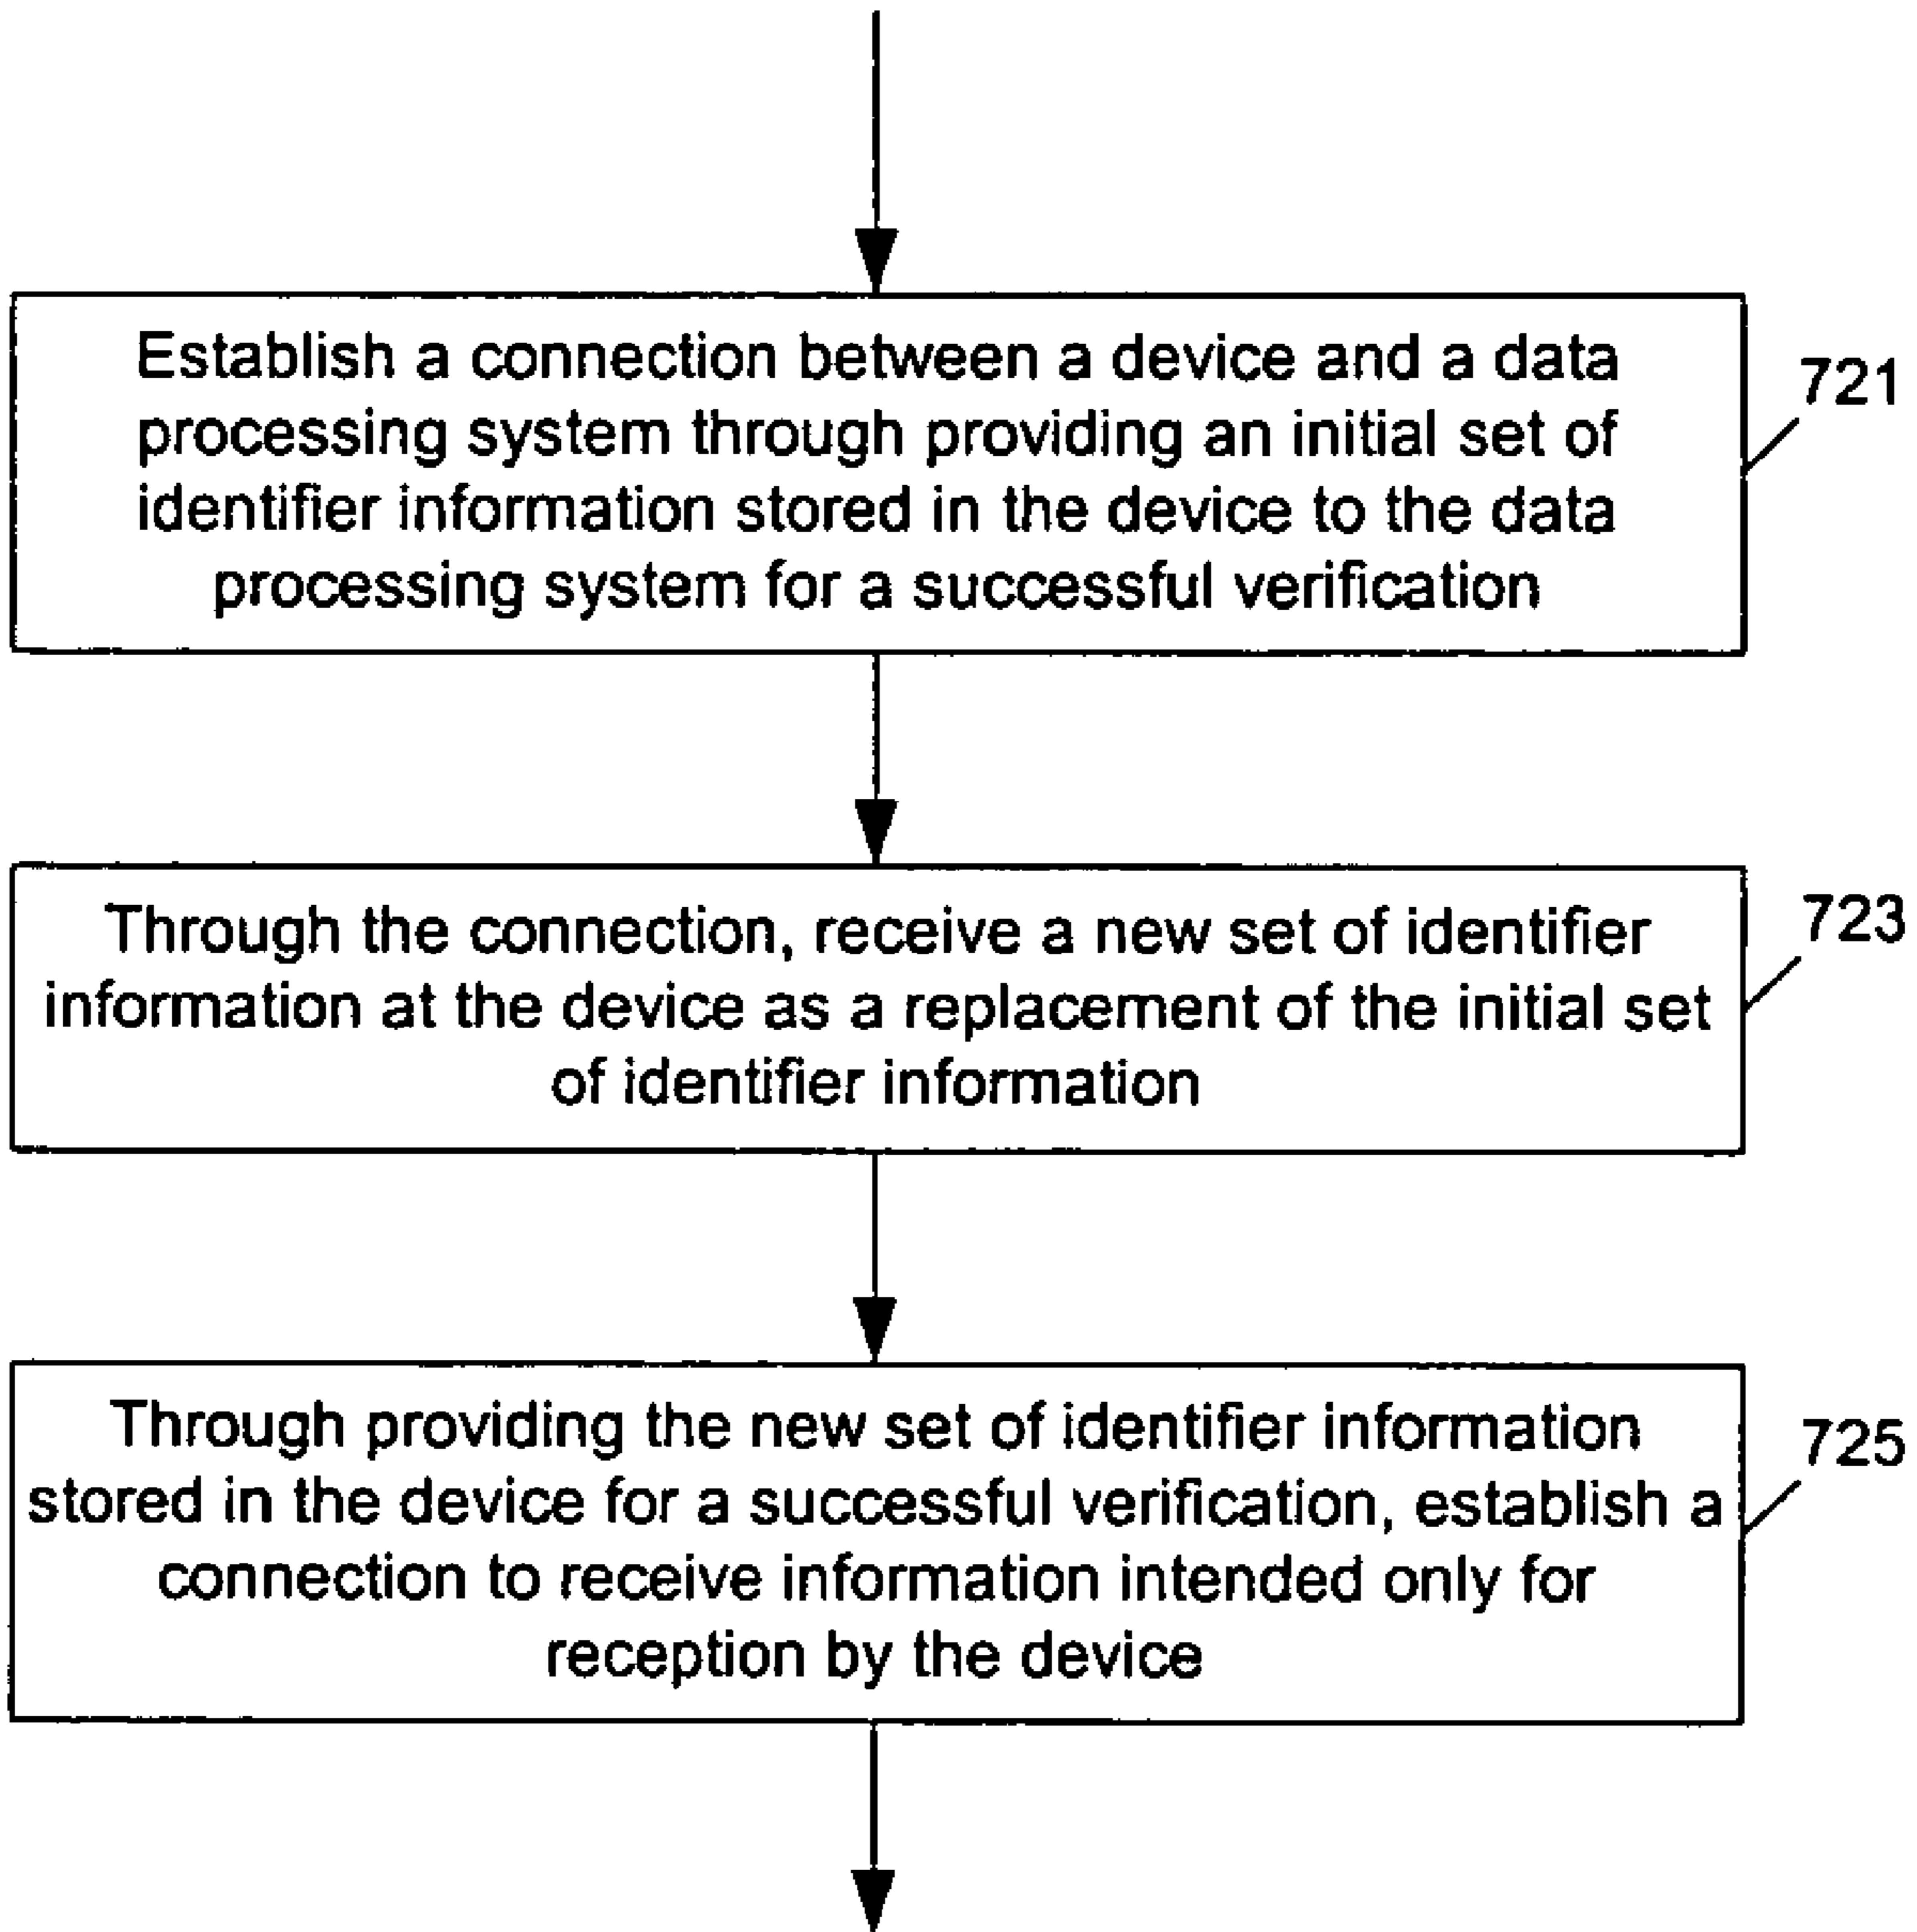 Establish a connection between a device and a data
processing system through providing an initial set of
identifier information stored in the device to the data
processing system for a successful verification
721
Through the connection, receive a new set of identifier
information at the device as a replacement of the initial set
of identifier information
723
Through providing the new set of identifier information
stored in the device for a successful verification, establish a
connection to receive information intended only for
reception by the device
725